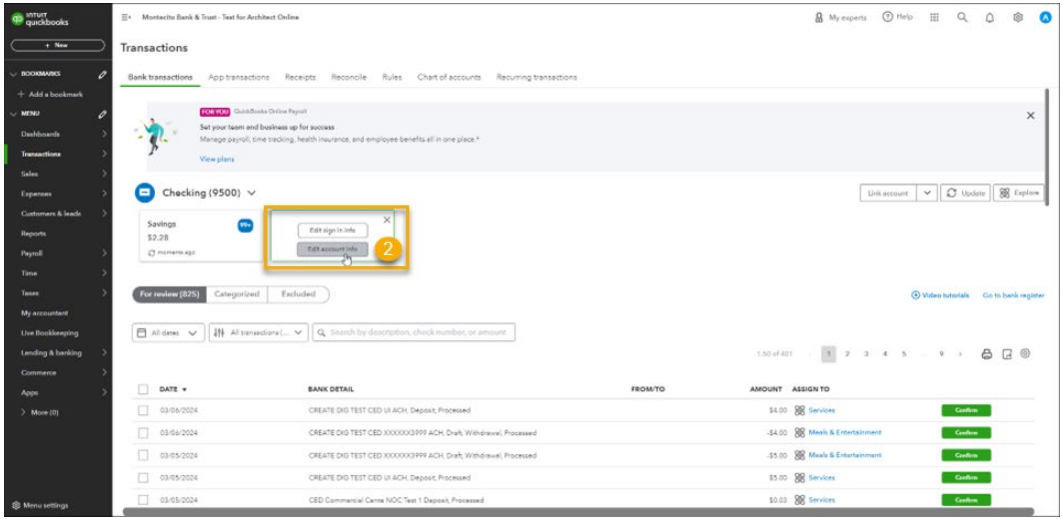 INTUIT
quickbooks
Montecito Bank & Trust - Test for Architect Online
My experts
Help
+ New
Transactions
BOOKMARKS
+ Add a bookmark
MENU
Dashboards
Transactions
Sales
Expenses
Customers & leads
Reports
Payroll
Time
Taxes
My accountant
Live Bookkeeping
Lending & banking
Commerce
Apps
More (0)
Menu settings
Bank transactions App transactions Receipts Reconcile Rules Chart of accounts Recurring transactions
FOR YOU QuickBooks Online Payroll
Set your team and business up for success
Manage payroll, time tracking, health insurance, and employee benefits all in one place.*
View plans
Checking (9500)
Link account Update Explore
Savings 99+
$2.28
moments ago
Edit sign in info
Edit account info
2
For review (825) Categorized Excluded
Video tutorials Go to bank register
All dates All transactions (... Search by description, check number, or amount
1-50 of 401 1 2 3 4 5 ... 9 >
DATE BANK DETAIL FROM/TO AMOUNT ASSIGN TO
03/06/2024 CREATE DIG TEST CED UI ACH, Deposit, Processed $4.00 Services Confirm
03/06/2024 CREATE DIG TEST CED XXXXXX3999 ACH, Draft, Withdrawal, Processed -$4.00 Meals & Entertainment Confirm
03/05/2024 CREATE DIG TEST CED XXXXXX3999 ACH, Draft, Withdrawal, Processed -$5.00 Meals & Entertainment Confirm
03/05/2024 CREATE DIG TEST CED UI ACH, Deposit, Processed $5.00 Services Confirm
03/05/2024 CED Commercial Cente NOC Test 1 Deposit, Processed $0.03 Services Confirm